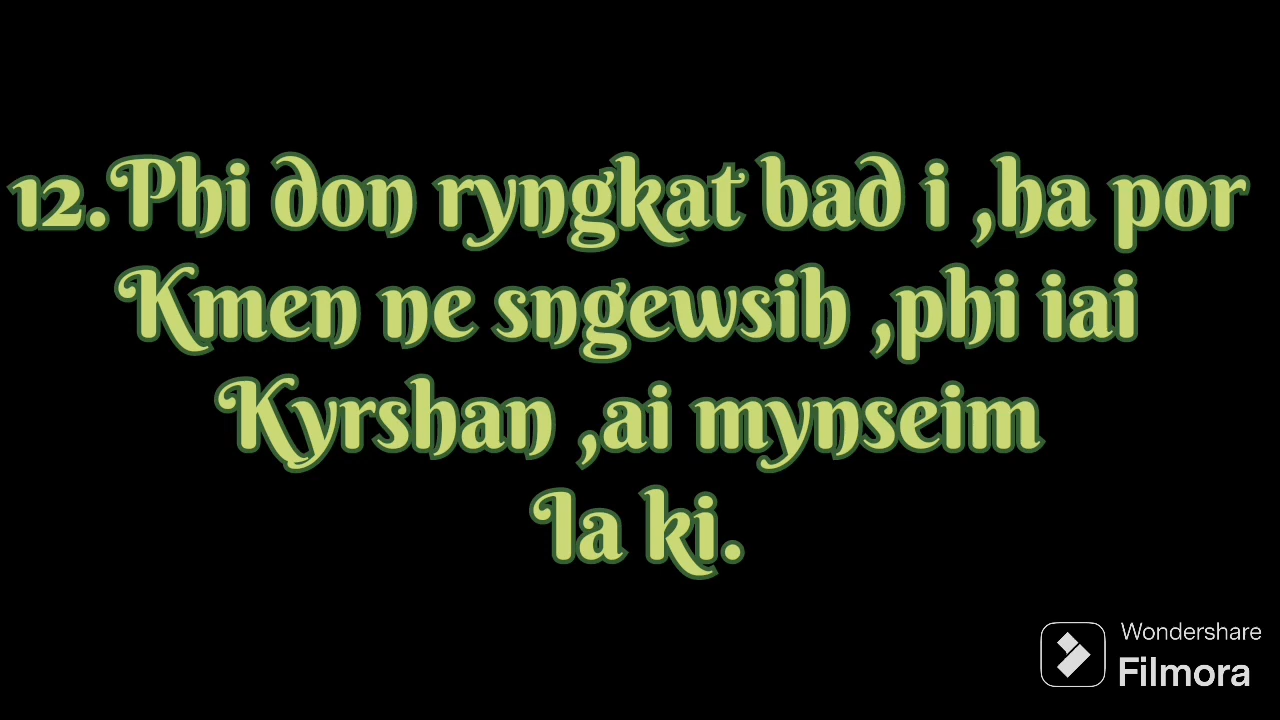 12.Phi don ryngkat bad i ,ha por
Kmen ne sngewsih ,phi iai
Kyrshan ,ai mynseim
Ia ki.
Wondershare
Filmora